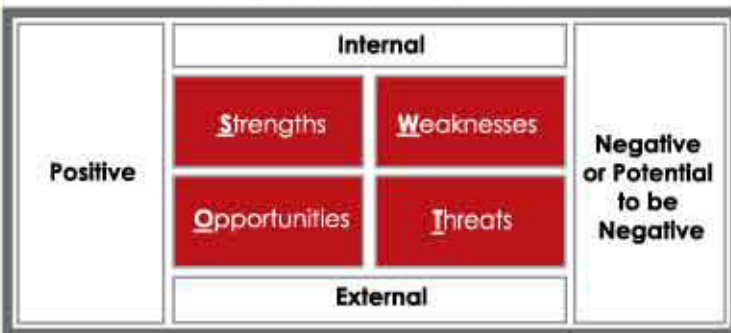 Internal
Positive
Strengths
Weaknesses
Opportunities
Threats
Negative
or Potential
to be
Negative
External